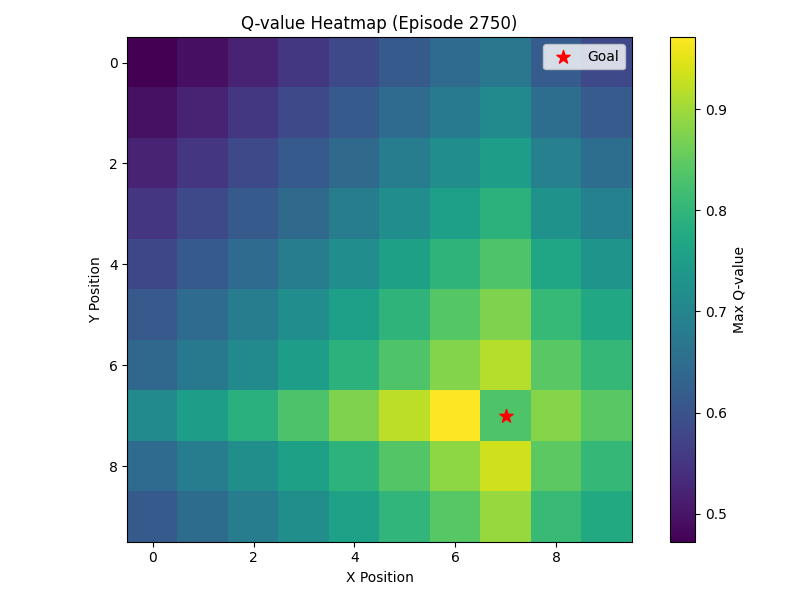 Q-value Heatmap (Episode 2750)
Goal
0
2
4
6
8
Y Position
0 2 4 6 8
X Position
0.9
0.8
0.7
0.6
0.5
Max Q-value